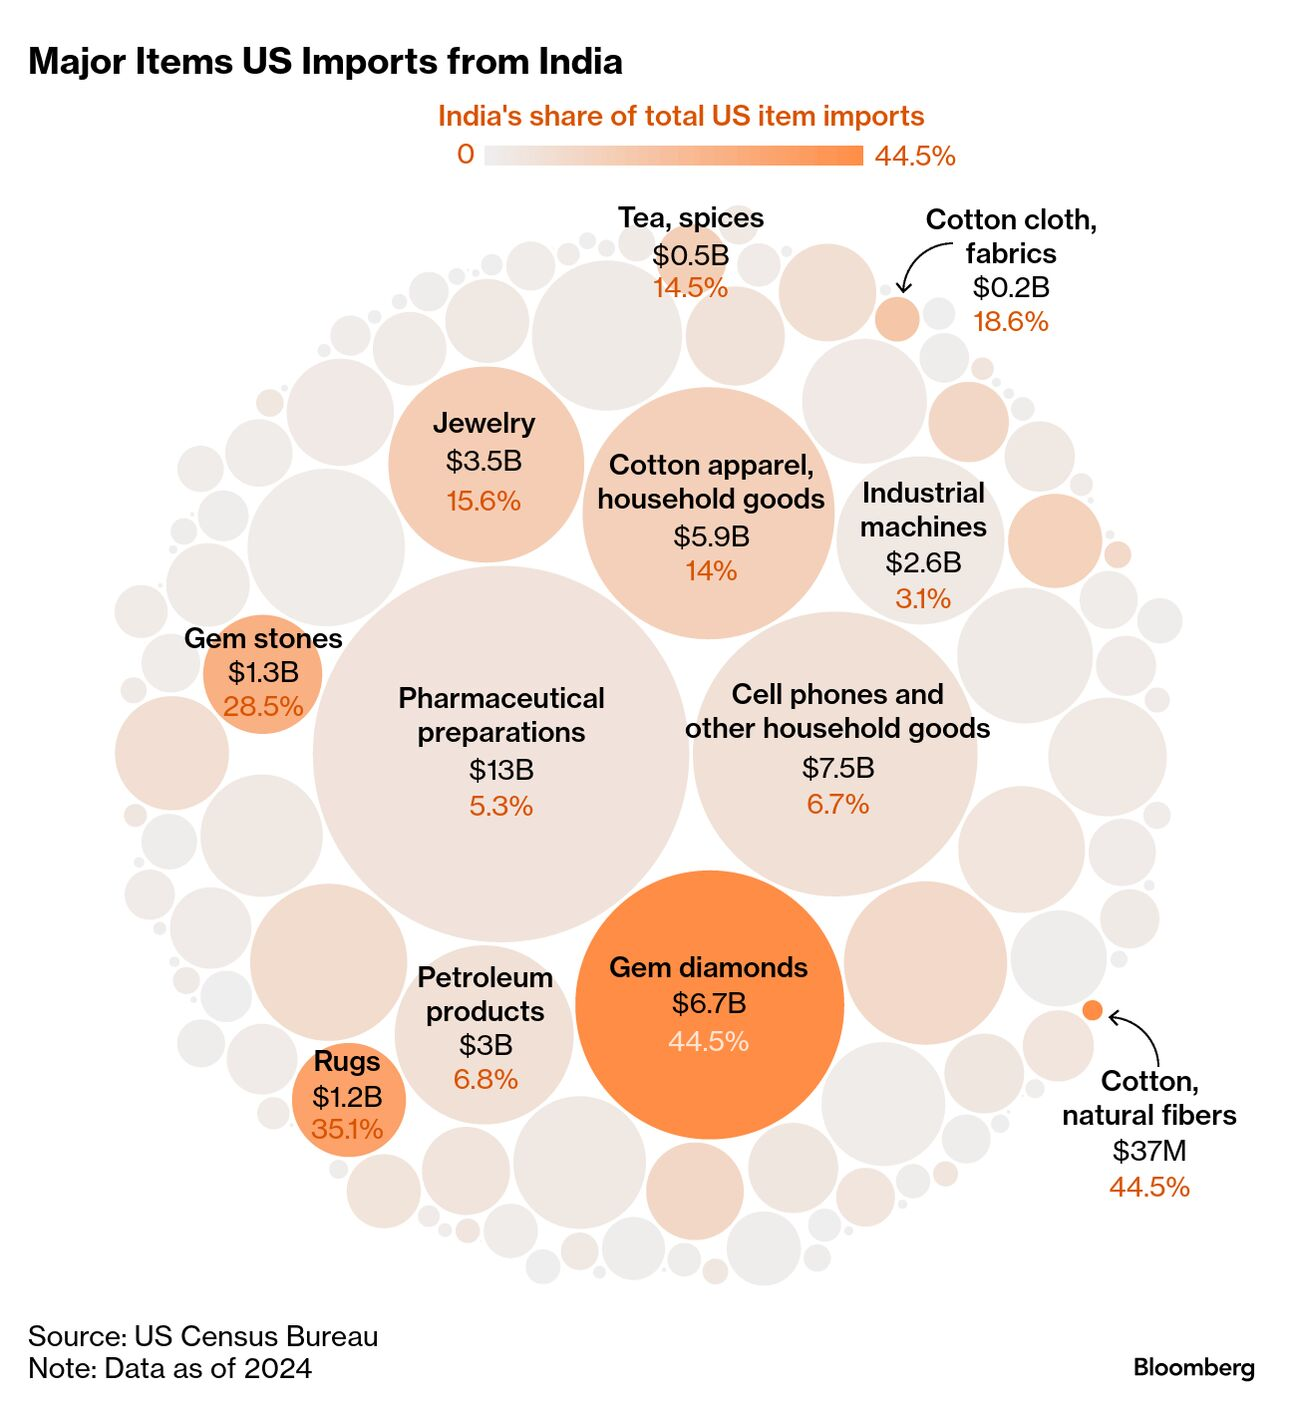 Major Items US Imports from India
India's share of total US item imports
0
44.5%
Tea, spices
$0.5B
14.5%
Cotton cloth,
fabrics
$0.2B
18.6%
Jewelry
$3.5B
15.6%
Cotton apparel,
household goods
$5.9B
14%
Industrial
machines
$2.6B
3.1%
Gem stones
$1.3B
28.5%
Pharmaceutical
preparations
$13B
5.3%
Cell phones and
other household goods
$7.5B
6.7%
Petroleum
products
$3B
6.8%
Gem diamonds
$6.7B
44.5%
Rugs
$1.2B
35.1%
Cotton,
natural fibers
$37M
44.5%
Source: US Census Bureau
Note: Data as of 2024
Bloomberg